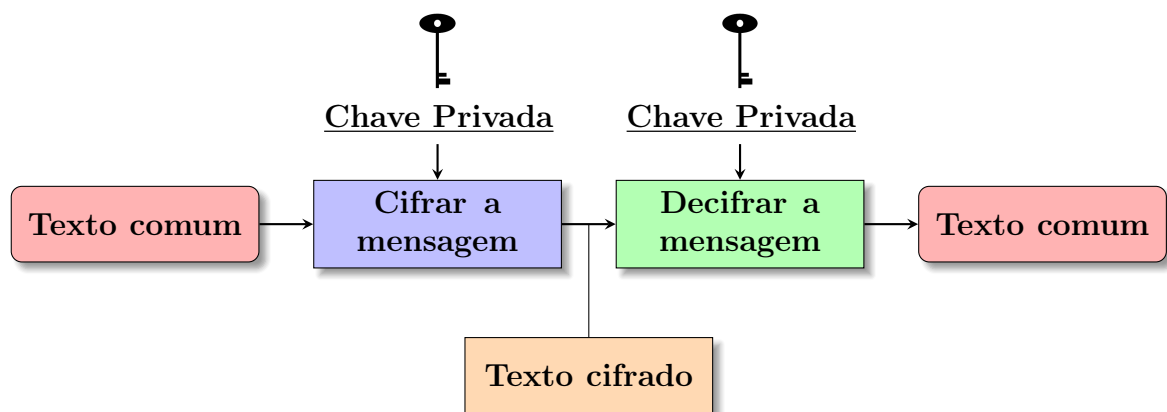 Chave Privada
Chave Privada
Texto comum
Cifrar a
mensagem
Decifrar a
mensagem
Texto comum
Texto cifrado